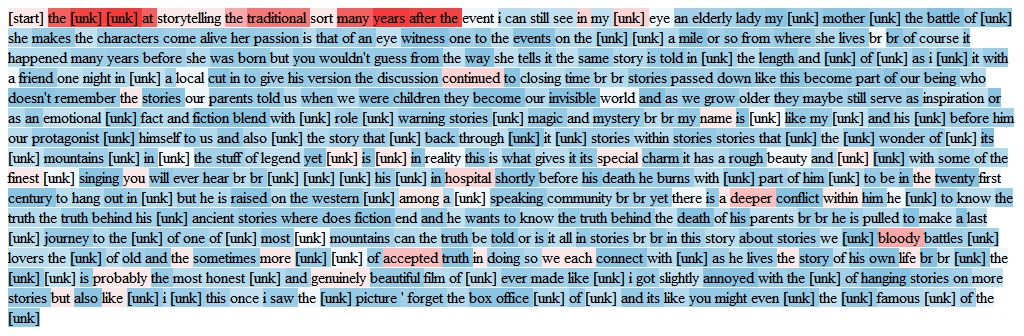 [start] the [unk] [unk] at storytelling the traditional sort many years after the event i can still see in my [unk] eye an elderly lady my [unk] mother the battle of [unk]
she makes the characters come alive her passion is that of an eye witness one to the events on the [unk] [unk] a mile or so from where she lives br br of course it
happened many years before she was born but you wouldn't guess from the way she tells it the same story is told in [unk] the length and [unk] of [unk] as i [unk] it with
a friend one night in [unk] a local cut in to give his version the discussion continued to closing time br br stories passed down like this become part of our being who
doesn't remember the stories our parents told us when we were children they become our invisible world and as we grow older they maybe still serve as inspiration or
as an emotional [unk] fact and fiction blend with [unk] role [unk] warning stories [unk] magic and mystery br br my name is [unk] like my [unk] and his [unk] before him
our protagonist [unk] himself to us and also [unk] the story that [unk] back through [unk] it [unk] stories within stories stories that [unk] the [unk] wonder of [unk] its
[unk] mountains [unk] in [unk] the stuff of legend yet [unk] is [unk] in reality this is what gives it its special charm it has a rough beauty and [unk] [unk] with some of the
finest [unk] singing you will ever hear br br [unk] [unk] [unk] his [unk] in hospital shortly before his death he burns with [unk] part of him [unk] to be in the twenty first
century to hang out in [unk] but he is raised on the western [unk] among a [unk] speaking community br br yet there is a deeper conflict within him he [unk] to know the
truth the truth behind his [unk] ancient stories where does fiction end and he wants to know the truth behind the death of his parents br br he is pulled to make a last
[unk] journey to the [unk] of one of [unk] most [unk] mountains can the truth be told or is it all in stories br br in this story about stories we [unk] bloody battles [unk]
lovers the [unk] of old and the sometimes more [unk] [unk] of accepted truth in doing so we each connect with [unk] as he lives the story of his own life br br [unk] the
[unk] [unk] is probably the most honest [unk] and genuinely beautiful film of [unk] ever made like [unk] i got slightly annoyed with the [unk] of hanging stories on more
stories but also like [unk] i [unk] this once i saw the [unk] picture ' forget the box office [unk] of [unk] and its like you might even [unk] the [unk] famous [unk] of the
[unk]